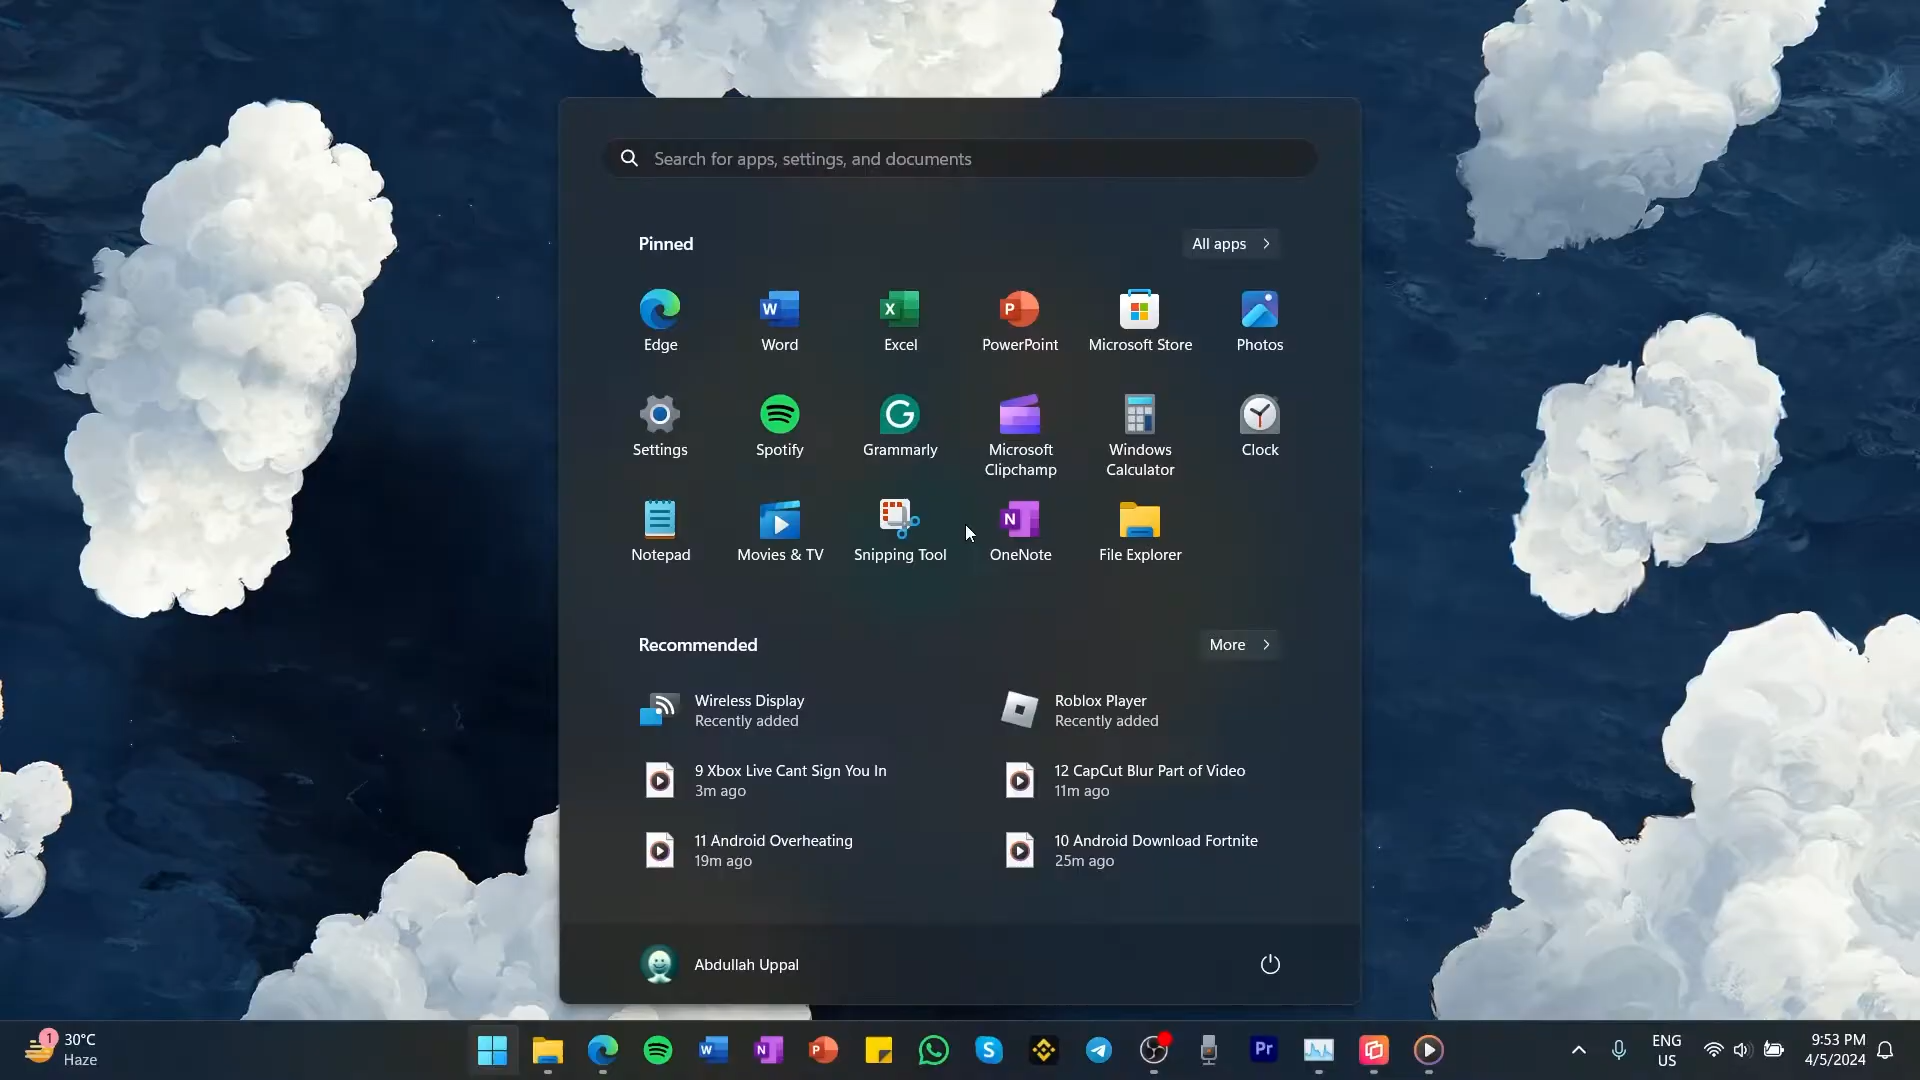 Search for apps, settings, and documents
Pinned
All apps
Edge
Word
Excel
PowerPoint
Microsoft Store
Photos
Settings
Spotify
Grammarly
Microsoft
Clipchamp
Windows
Calculator
Clock
Notepad
Movies & TV
Snipping Tool
OneNote
File Explorer
Recommended
More
Wireless Display
Recently added
Roblox Player
Recently added
9 Xbox Live Cant Sign You In
3m ago
12 CapCut Blur Part of Video
11m ago
11 Android Overheating
19m ago
10 Android Download Fortnite
25m ago
Abdullah Uppal
1
30°C
Haze
ENG
US
9:53 PM
4/5/2024